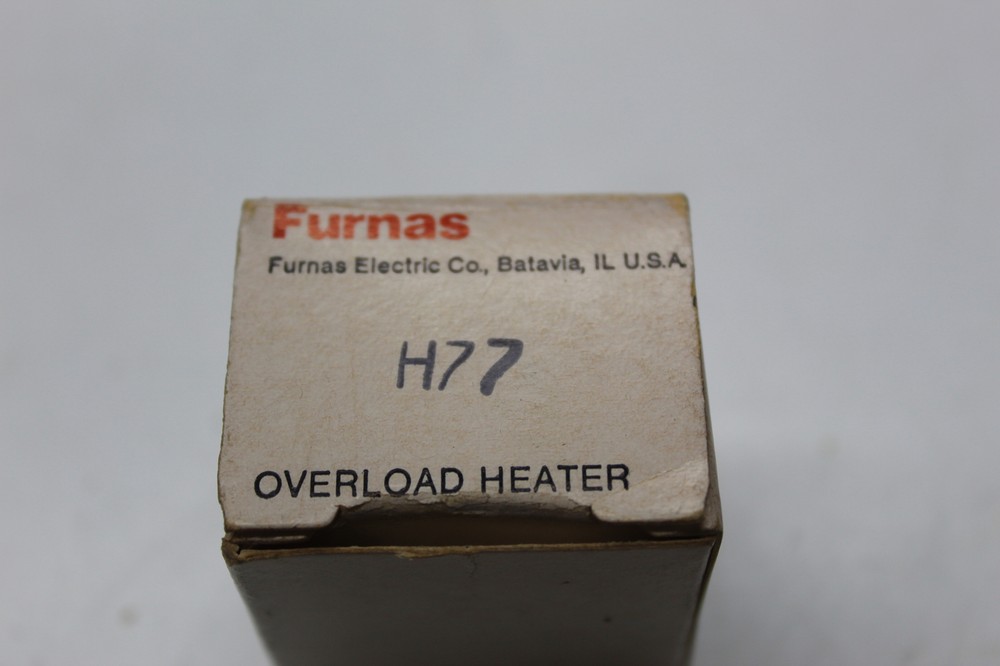 Furnas
Furnas Electric Co., Batavia, IL U.S.A.
H77
OVERLOAD HEATER